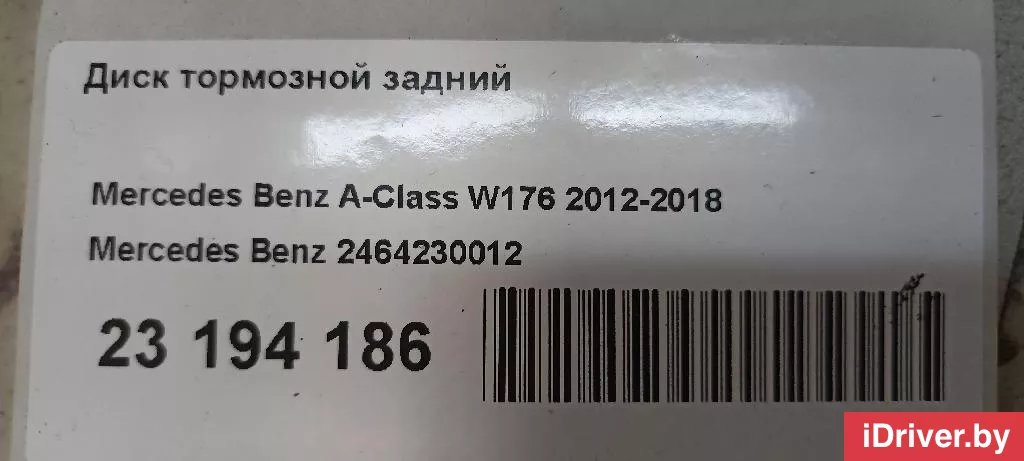 Диск тормозной задний
Mercedes Benz A-Class W176 2012-2018
Mercedes Benz 2464230012
23 194 186
iDriver.by